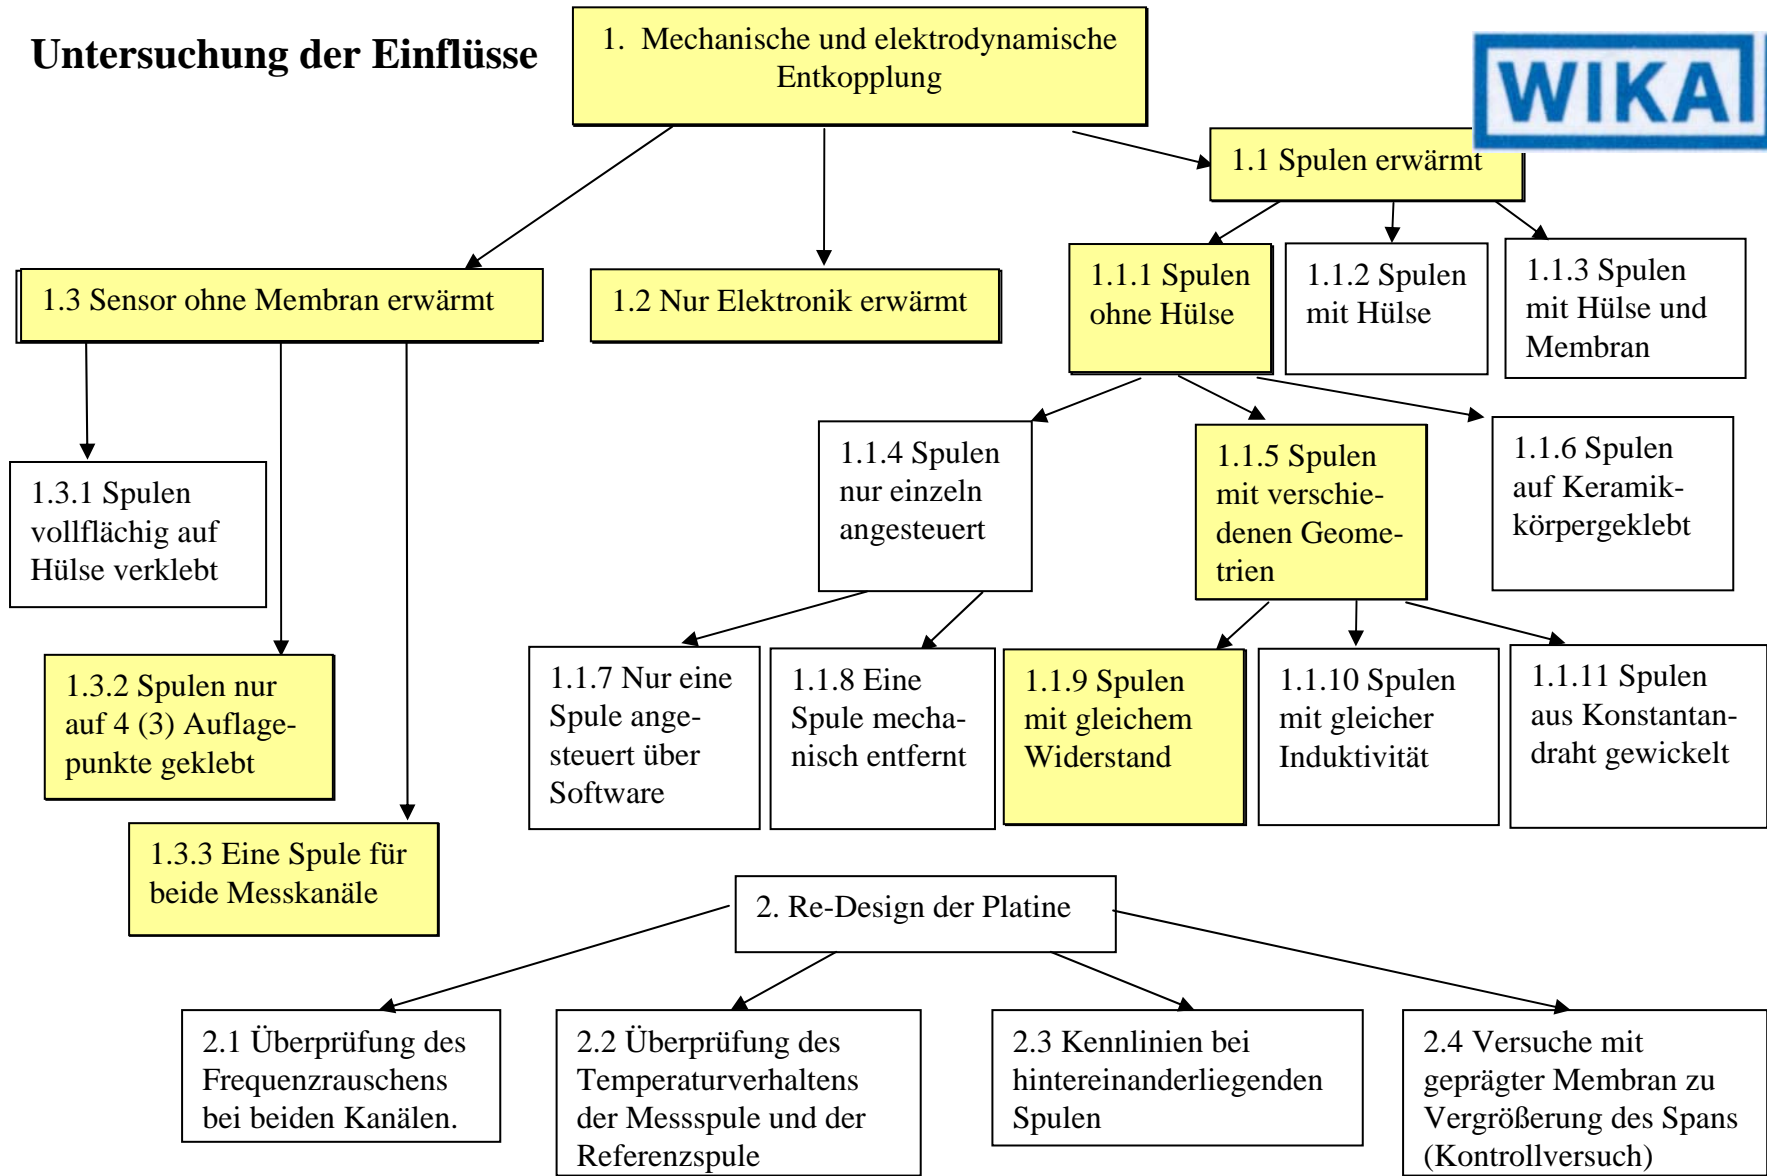 Untersuchung der Einflüsse
1. Mechanische und elektrodynamische
Entkopplung
WIKA
1.1 Spulen erwärmt
1.3 Sensor ohne Membran erwärmt
1.2 Nur Elektronik erwärmt
1.1.1 Spulen
ohne Hülse
1.1.2 Spulen
mit Hülse
1.1.3 Spulen
mit Hülse und
Membran
1.3.1 Spulen
vollflächig auf
Hülse verklebt
1.1.4 Spulen
nur einzeln
angesteuert
1.1.5 Spulen
mit verschie-
denen Geome-
trien
1.1.6 Spulen
auf Keramik-
körpergeklebt
1.3.2 Spulen nur
auf 4 (3) Auflage-
punkte geklebt
1.1.7 Nur eine
Spule ange-
steuert über
Software
1.1.8 Eine
Spule mecha-
nisch entfernt
1.1.9 Spulen
mit gleichem
Widerstand
1.1.10 Spulen
mit gleicher
Induktivität
1.1.11 Spulen
aus Konstantan-
draht gewickelt
1.3.3 Eine Spule für
beide Messkanäle
2. Re-Design der Platine
2.1 Überprüfung des
Frequenzrauschens
bei beiden Kanälen.
2.2 Überprüfung des
Temperaturverhaltens
der Messspule und der
Referenzspule
2.3 Kennlinien bei
hintereinanderliegenden
Spulen
2.4 Versuche mit
geprägter Membran zu
Vergrößerung des Spans
(Kontrollversuch)